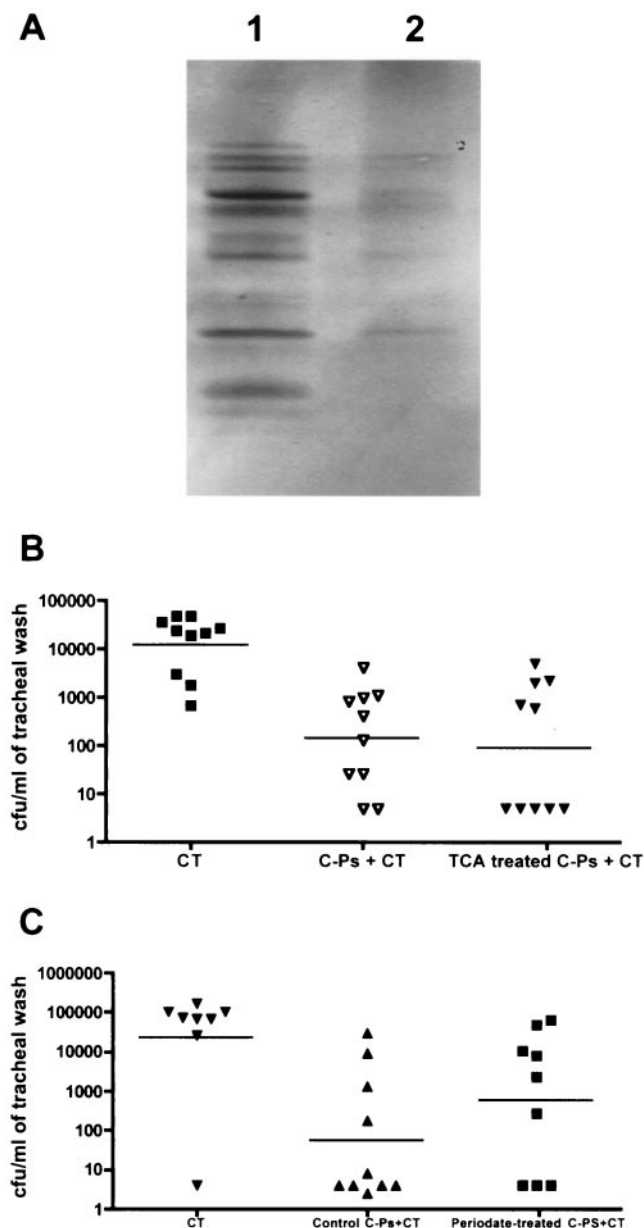 A
1 2
B
cfu/ml of tracheal wash
100000
10000
1000
100
10
1
CT C-Ps + CT TCA treated C-Ps + CT
C
cfu/ml of tracheal wash
1000000
100000
10000
1000
100
10
1
CT Control C-Ps+CT Periodate-treated C-PS+CT